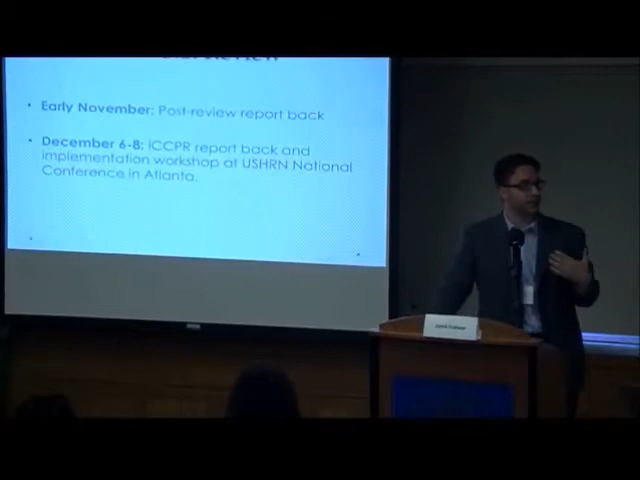 • Early November: Post-review report back
• December 6-8: ICCPR report back and
implementation workshop at USHRN National
Conference in Atlanta.